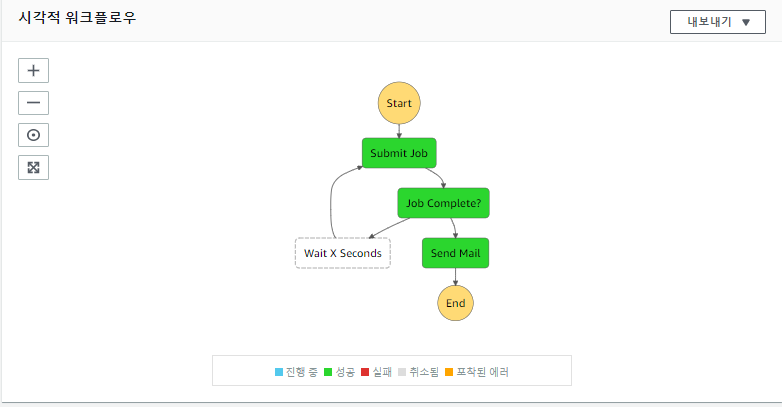 시각적 워크플로우
내보내기
Start
Submit Job
Job Complete?
Wait X Seconds
Send Mail
End
진행 중 성공 실패 취소됨 포착된 에러